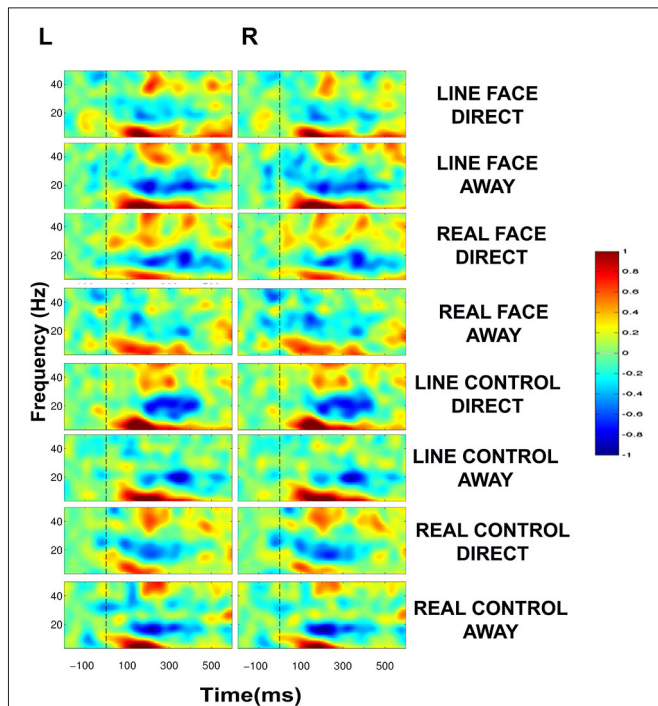 L R
LINE FACE
DIRECT
LINE FACE
AWAY
REAL FACE
DIRECT
REAL FACE
AWAY
LINE CONTROL
DIRECT
LINE CONTROL
AWAY
REAL CONTROL
DIRECT
REAL CONTROL
AWAY
Frequency (Hz)
40
20
40
20
40
20
40
20
40
20
40
20
40
20
40
20
−100 100 300 500 −100 100 300 500
Time(ms)
1
0.8
0.6
0.4
0.2
0
-0.2
-0.4
-0.6
-0.8
-1